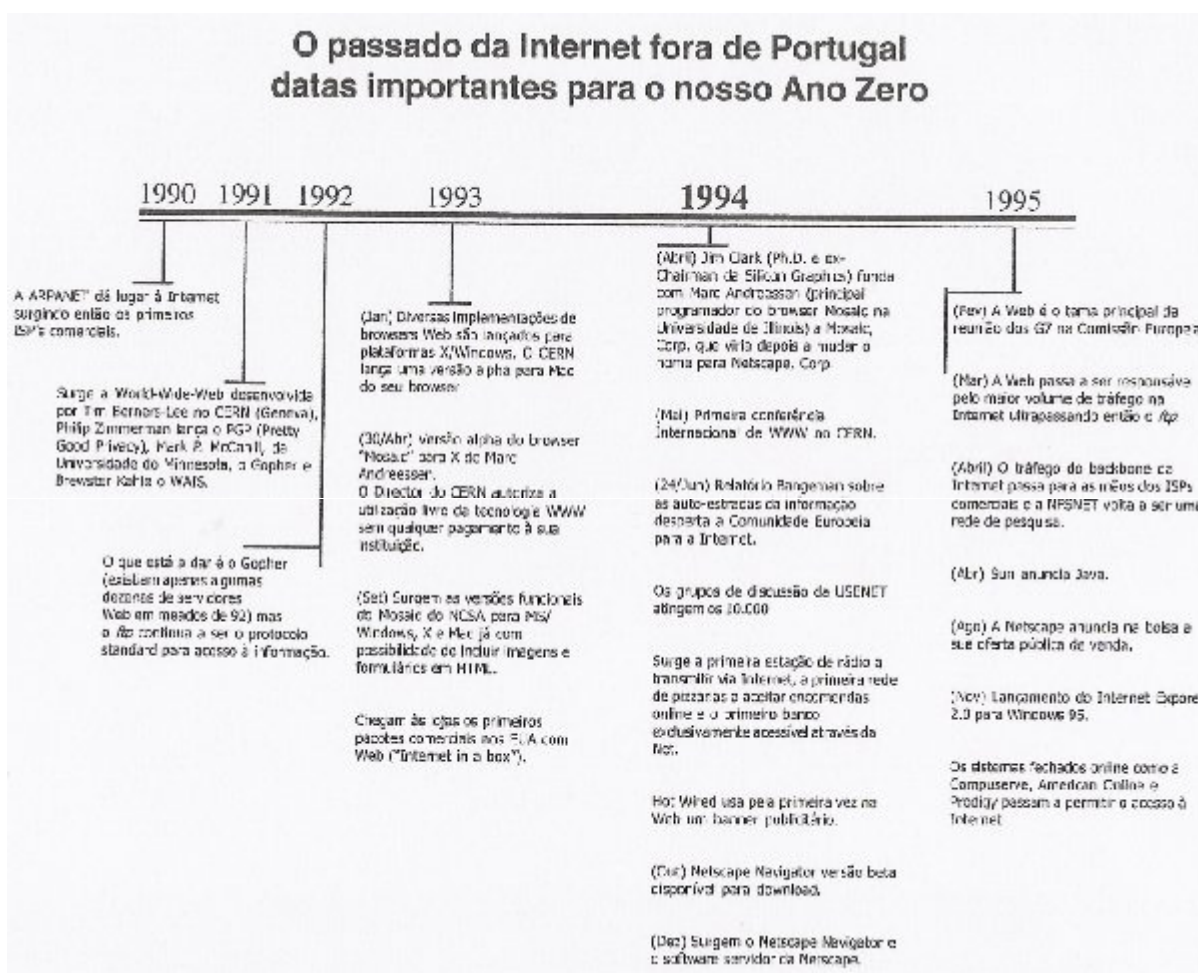 O passado da Internet fora de Portugal
datas importantes para o nosso Ano Zero
1990 1991 1992 1993 1994 1995
A ARPANET dá lugar à Internet
surgindo então os primeiros
ISP's comerciais.
Surge a World-Wide-Web desenvolvida
por Tim Berners-Lee no CERN (Geneva),
Philip Zimmerman lança o PGP (Pretty
Good Privacy), Mark P. McCahill, da
Universidade do Minnesota, o Gopher e
Brewster Kahle o WAIS.
O que está a dar é o Gopher
(existem apenas algumas
dezenas de servidores
Web em meados de 92) mas
o ftp continua a ser o protocolo
standard para acesso à informação.
(Jan) Diversas implementações de
browsers Web são lançados para
plataformas X/Windows. O CERN
lança uma versão alpha para Mac
do seu browser
(30/Abr) Versão alpha do browser
"Mosaic" para X de Marc
Andreessen.
O Director do CERN autoriza a
utilização livre da tecnologia WWW
sem qualquer pagamento à sua
instituição.
(Set) Surgem as versões funcionais
do Mosaic do NCSA para MS/
Windows, X e Mac já com
possibilidade de incluir imagens e
formulários em HTML.
Chegam às lojas os primeiros
pacotes comerciais nos EUA com
Web ("Internet in a box").
(Abril) Jim Clark (Ph.D. e ex-
Chairman da Silicon Graphics) funda
com Marc Andreessen (principal
programador do browser Mosaic na
Universidade de Illinois) a Mosaic,
Corp. que viria depois a mudar o
nome para Netscape, Corp.
(Mai) Primeira conferência
Internacional de WWW no CERN.
(24/Jun) Relatório Bangeman sobre
as auto-estradas da informação
desperta a Comunidade Europeia
para a Internet.
Os grupos de discussão da USENET
atingem os 10.000
Surge a primeira estação de rádio a
transmitir via Internet, a primeira rede
de pizzarias a aceitar encomendas
online e o primeiro banco
exclusivamente acessível através da
Net.
Hot Wired usa pela primeira vez na
Web um banner publicitário.
(Out) Netscape Navigator versão beta
disponível para download.
(Dez) Surgem o Netscape Navigator e
o software servidor da Netscape.
(Fev) A Web é o tema principal da
reunião dos G7 na Comissão Europeia
(Mar) A Web passa a ser responsáve
pelo maior volume de tráfego na
Internet ultrapassando então o ftp
(Abril) O tráfego do backbone da
Internet passa para as mãos dos ISPs
comerciais e a NFSNET volta a ser uma
rede de pesquisa.
(Abr) Sun anuncia Java.
(Ago) A Netscape anuncia na bolsa a
sua oferta pública de venda.
(Nov) Lançamento do Internet Expore
2.0 para Windows 95.
Os sistemas fechados online como a
Compuserve, American Online e
Prodigy passam a permitir o acesso à
Internet